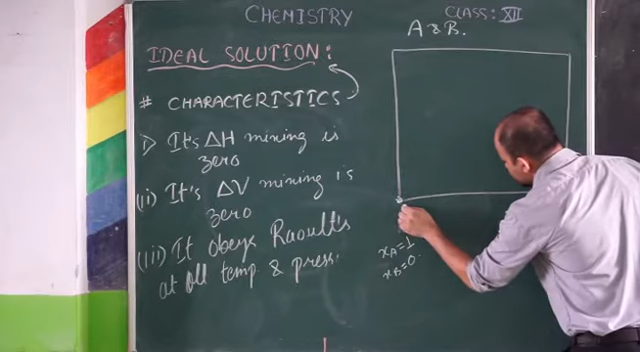 CHEMISTRY
CLASS: XII
IDEAL SOLUTION:
# CHARACTERISTICS
i) It's ΔH mixing is
zero
(ii) It's ΔV mixing is
zero
(iii) It obeys Raoult's
at all temp. & press.
A & B.
xA=1
xB=0.